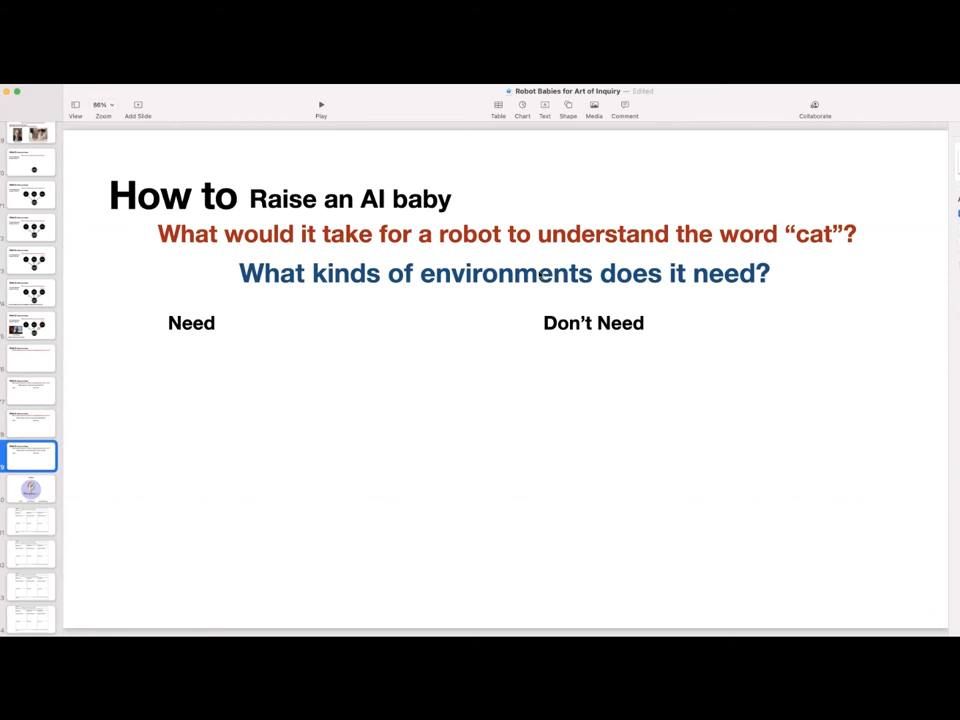 Robot Babies for Art of Inquiry — Edited
86%
View
Zoom
Add Slide
Play
Table
Chart
Text
Shape
Media
Comment
Collaborate
How to Raise an AI baby
What would it take for a robot to understand the word “cat”?
What kinds of environments does it need?
Need
Don’t Need